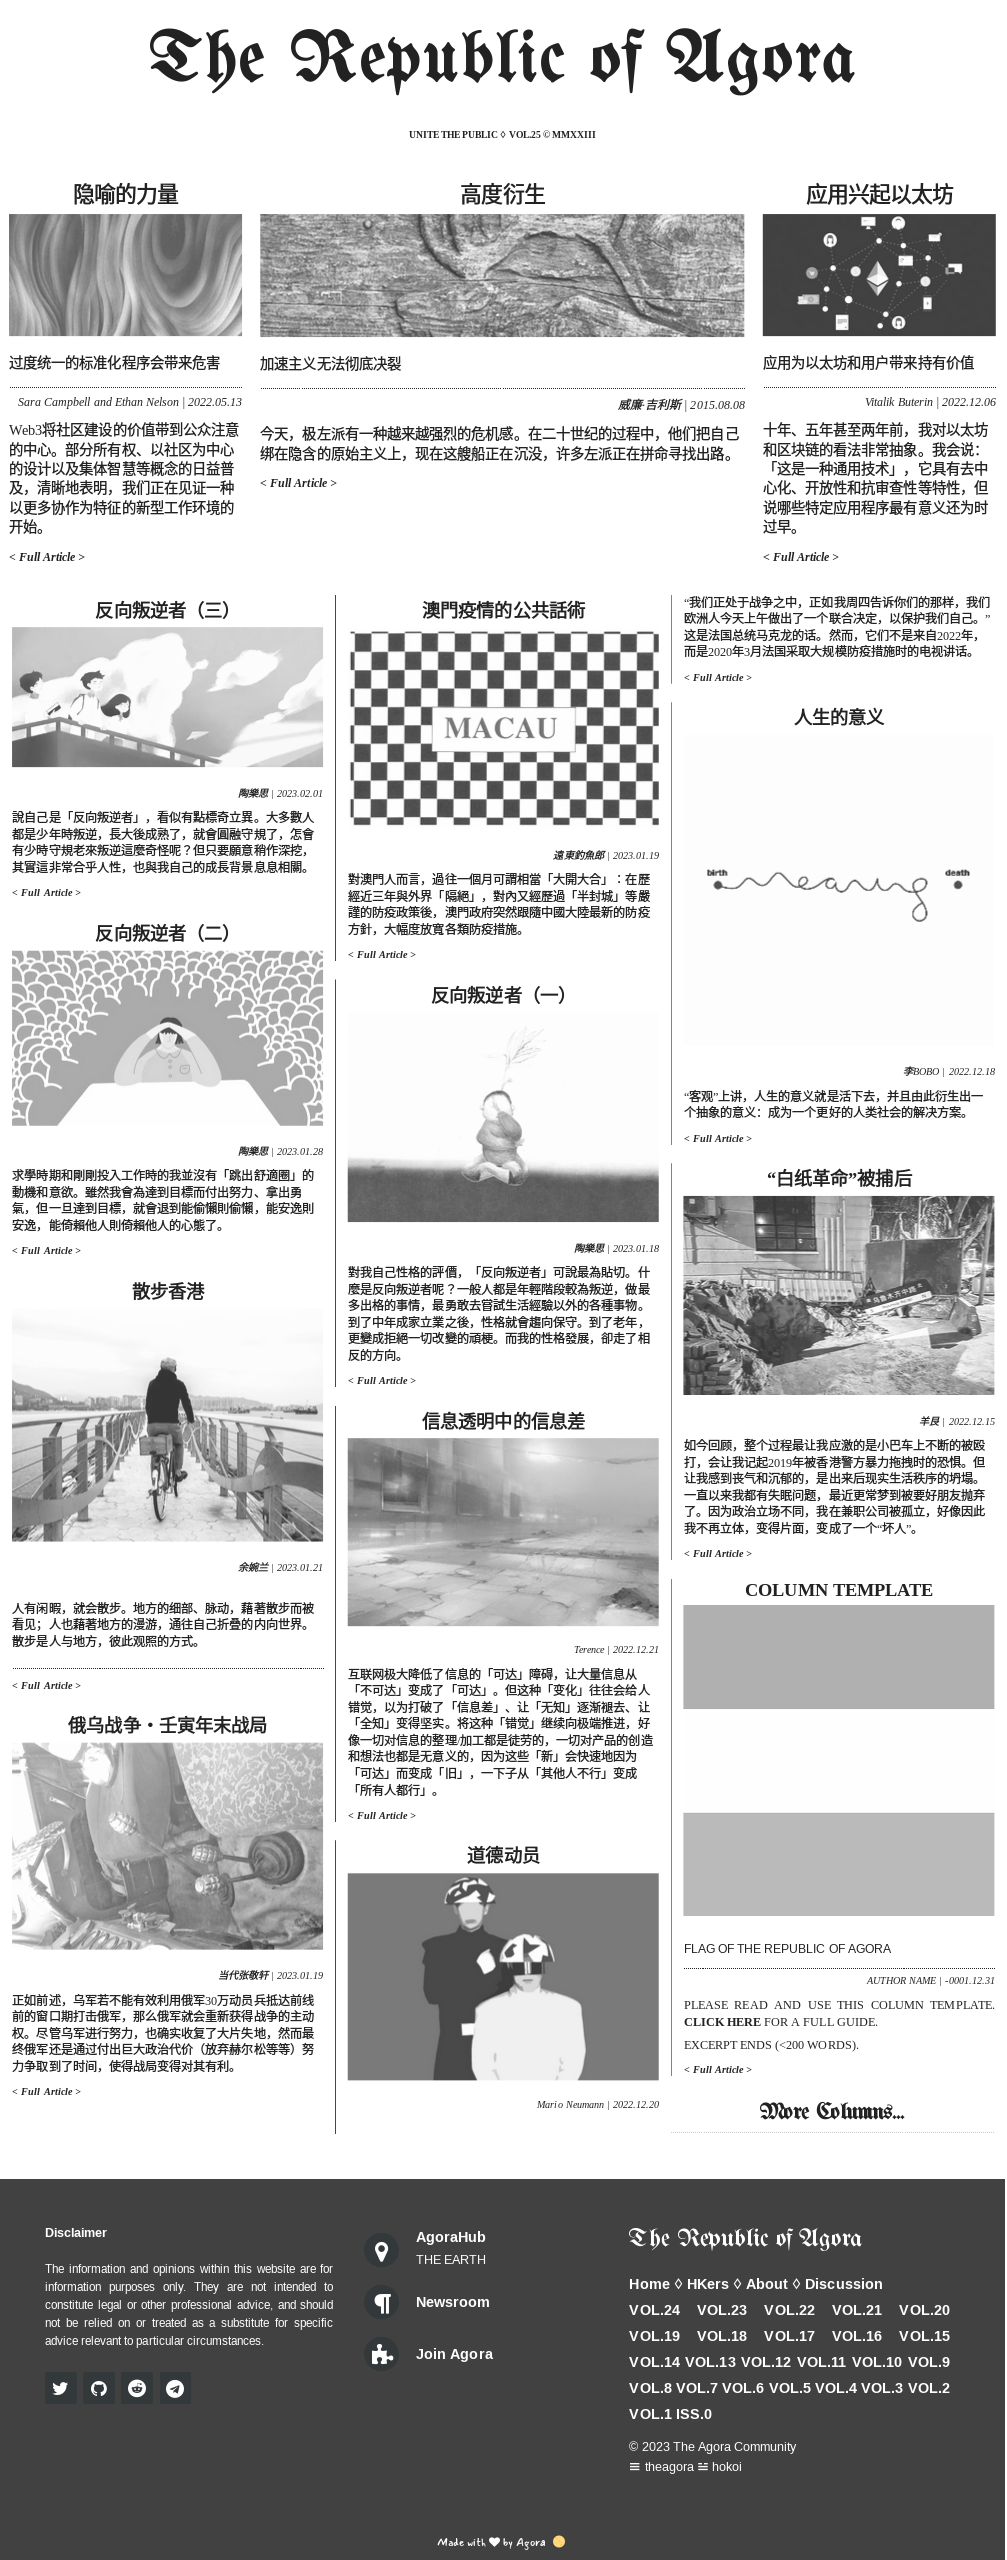 The Republic of Agora
UNITE THE PUBLIC ◊ VOL.25 © MMXXIII
隐喻的力量
过度统一的标准化程序会带来危害
Sara Campbell and Ethan Nelson | 2022.05.13
Web3将社区建设的价值带到公众注意
的中心。部分所有权、以社区为中心
的设计以及集体智慧等概念的日益普
及，清晰地表明，我们正在见证一种
以更多协作为特征的新型工作环境的
开始。
< Full Article >
高度衍生
加速主义无法彻底决裂
威廉·吉利斯 | 2015.08.08
今天，极左派有一种越来越强烈的危机感。在二十世纪的过程中，他们把自己
绑在隐含的原始主义上，现在这艘船正在沉没，许多左派正在拼命寻找出路。
< Full Article >
应用兴起以太坊
应用为以太坊和用户带来持有价值
Vitalik Buterin | 2022.12.06
十年、五年甚至两年前，我对以太坊
和区块链的看法非常抽象。我会说：
「这是一种通用技术」，它具有去中
心化、开放性和抗审查性等特性，但
说哪些特定应用程序最有意义还为时
过早。
< Full Article >
反向叛逆者（三）
陶樂思 | 2023.02.01
說自己是「反向叛逆者」，看似有點標奇立異。大多數人
都是少年時叛逆，長大後成熟了，就會圓融守規了，怎會
有少時守規老來叛逆這麼奇怪呢？但只要願意稍作深挖，
其實這非常合乎人性，也與我自己的成長背景息息相關。
< Full Article >
反向叛逆者（二）
陶樂思 | 2023.01.28
求學時期和剛剛投入工作時的我並沒有「跳出舒適圈」的
動機和意欲。雖然我會為達到目標而付出努力、拿出勇
氣，但一旦達到目標，就會退到能偷懶則偷懶，能安逸則
安逸，能倚賴他人則倚賴他人的心態了。
< Full Article >
散步香港
余婉兰 | 2023.01.21
人有闲暇，就会散步。地方的细部、脉动，藉著散步而被
看见；人也藉著地方的漫游，通往自己折叠的内向世界。
散步是人与地方，彼此观照的方式。
< Full Article >
俄乌战争・壬寅年末战局
当代张敬轩 | 2023.01.19
正如前述，乌军若不能有效利用俄军30万动员兵抵达前线
前的窗口期打击俄军，那么俄军就会重新获得战争的主动
权。尽管乌军进行努力，也确实收复了大片失地，然而最
终俄军还是通过付出巨大政治代价（放弃赫尔松等等）努
力争取到了时间，使得战局变得对其有利。
< Full Article >
澳門疫情的公共話術
MACAU
遠東釣魚郎 | 2023.01.19
對澳門人而言，過往一個月可謂相當「大開大合」：在歷
經近三年與外界「隔絕」，對內又經歷過「半封城」等嚴
謹的防疫政策後，澳門政府突然跟隨中國大陸最新的防疫
方針，大幅度放寬各類防疫措施。
< Full Article >
反向叛逆者（一）
陶樂思 | 2023.01.18
對我自己性格的評價，「反向叛逆者」可說最為貼切。什
麼是反向叛逆者呢？一般人都是年輕階段較為叛逆，做最
多出格的事情，最勇敢去嘗試生活經驗以外的各種事物。
到了中年成家立業之後，性格就會趨向保守。到了老年，
更變成拒絕一切改變的頑梗。而我的性格發展，卻走了相
反的方向。
< Full Article >
信息透明中的信息差
Terence | 2022.12.21
互联网极大降低了信息的「可达」障碍，让大量信息从
「不可达」变成了「可达」。但这种「变化」往往会给人
错觉，以为打破了「信息差」、让「无知」逐渐褪去、让
「全知」变得坚实。将这种「错觉」继续向极端推进，好
像一切对信息的整理/加工都是徒劳的，一切对产品的创造
和想法也都是无意义的，因为这些「新」会快速地因为
「可达」而变成「旧」，一下子从「其他人不行」变成
「所有人都行」。
< Full Article >
道德动员
Mario Neumann | 2022.12.20
“我们正处于战争之中，正如我周四告诉你们的那样，我们
欧洲人今天上午做出了一个联合决定，以保护我们自己。”
这是法国总统马克龙的话。然而，它们不是来自2022年，
而是2020年3月法国采取大规模防疫措施时的电视讲话。
< Full Article >
人生的意义
birth
meaning
death
李BOBO | 2022.12.18
“客观”上讲，人生的意义就是活下去，并且由此衍生出一
个抽象的意义：成为一个更好的人类社会的解决方案。
< Full Article >
“白纸革命”被捕后
羊艮 | 2022.12.15
如今回顾，整个过程最让我应激的是小巴车上不断的被殴
打，会让我记起2019年被香港警方暴力拖拽时的恐惧。但
让我感到丧气和沉郁的，是出来后现实生活秩序的坍塌。
一直以来我都有失眠问题，最近更常梦到被要好朋友抛弃
了。因为政治立场不同，我在兼职公司被孤立，好像因此
我不再立体，变得片面，变成了一个“坏人”。
< Full Article >
COLUMN TEMPLATE
FLAG OF THE REPUBLIC OF AGORA
AUTHOR NAME | -0001.12.31
PLEASE READ AND USE THIS COLUMN TEMPLATE.
CLICK HERE FOR A FULL GUIDE.
EXCERPT ENDS (<200 WORDS).
< Full Article >
More Columns...
Disclaimer
The information and opinions within this website are for
information purposes only. They are not intended to
constitute legal or other professional advice, and should
not be relied on or treated as a substitute for specific
advice relevant to particular circumstances.
AgoraHub
THE EARTH
Newsroom
Join Agora
The Republic of Agora
Home ◊ HKers ◊ About ◊ Discussion
VOL.24 VOL.23 VOL.22 VOL.21 VOL.20
VOL.19 VOL.18 VOL.17 VOL.16 VOL.15
VOL.14 VOL.13 VOL.12 VOL.11 VOL.10 VOL.9
VOL.8 VOL.7 VOL.6 VOL.5 VOL.4 VOL.3 VOL.2
VOL.1 ISS.0
© 2023 The Agora Community
𝌆 theagora 𝌎 hokoi
Made with ♥ by Agora